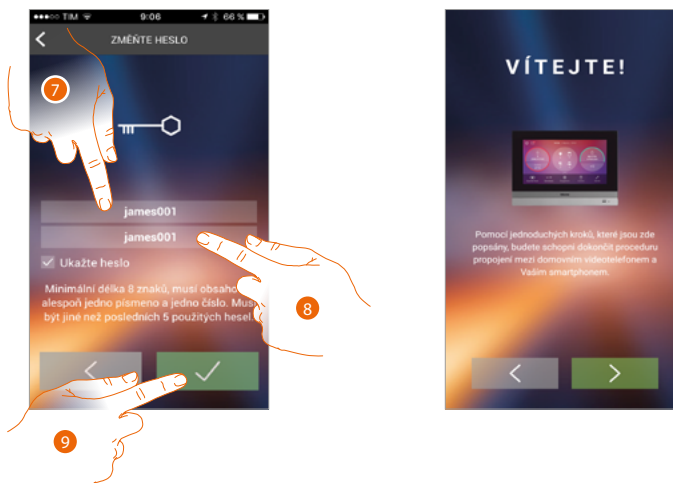 TIM 9:06 66 %
ZMĚŇTE HESLO
7
james001
james001
Ukažte heslo
Minimální délka 8 znaků, musí obsaho
alespoň jedno písmeno a jedno číslo. Musí
být jiné než posledních 5 použitých hesel.
8
9
VÍTEJTE!
Pomocí jednoduchých kroků, které jsou zde
popsány, budete schopni dokončit proceduru
propojení mezi domovním videotelefonem a
Vaším smartphonem.